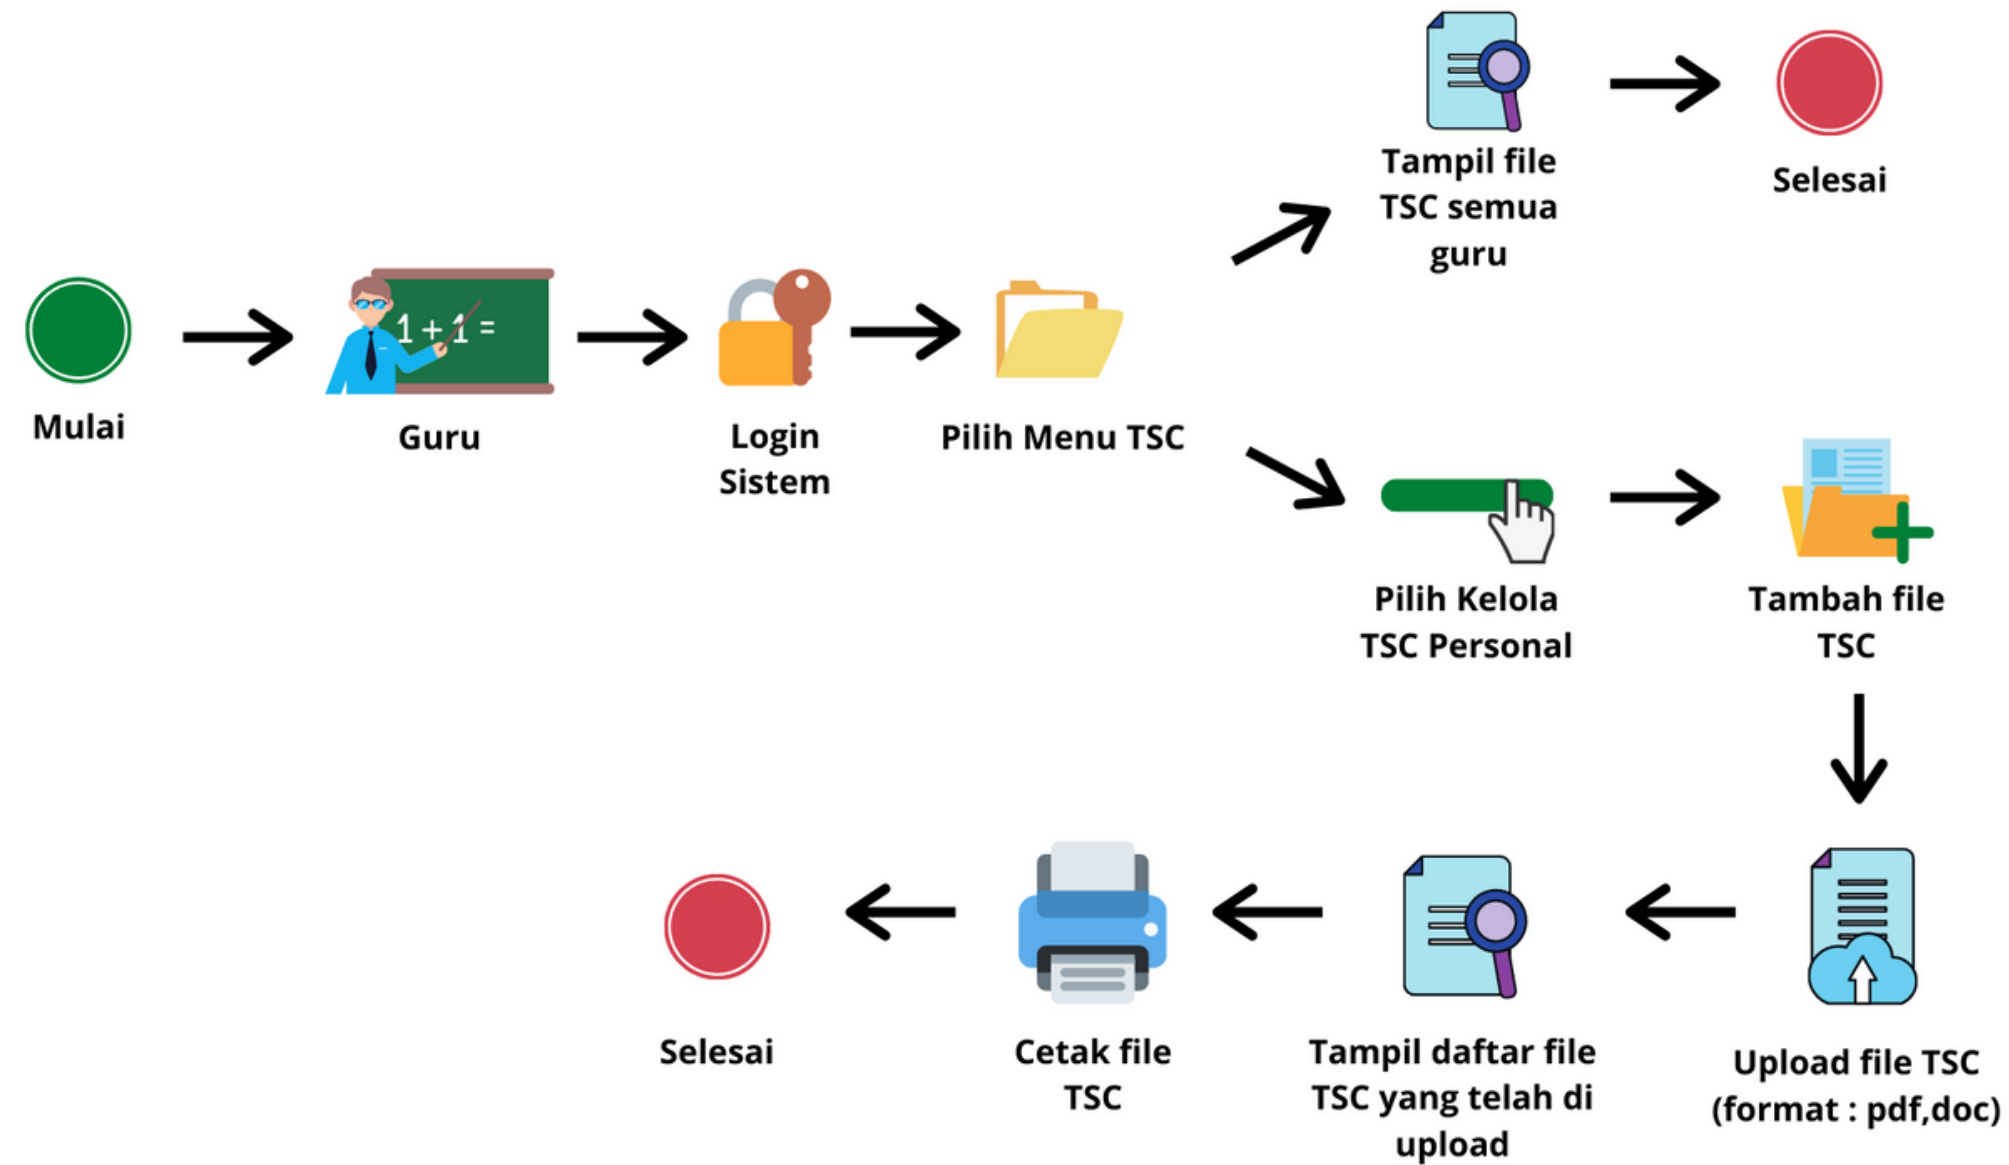 Mulai
1 + 1 =
Guru
Login
Sistem
Pilih Menu TSC
Tampil file
TSC semua
guru
Selesai
Pilih Kelola
TSC Personal
Tambah file
TSC
Upload file TSC
(format : pdf,doc)
Tampil daftar file
TSC yang telah di
upload
Cetak file
TSC
Selesai